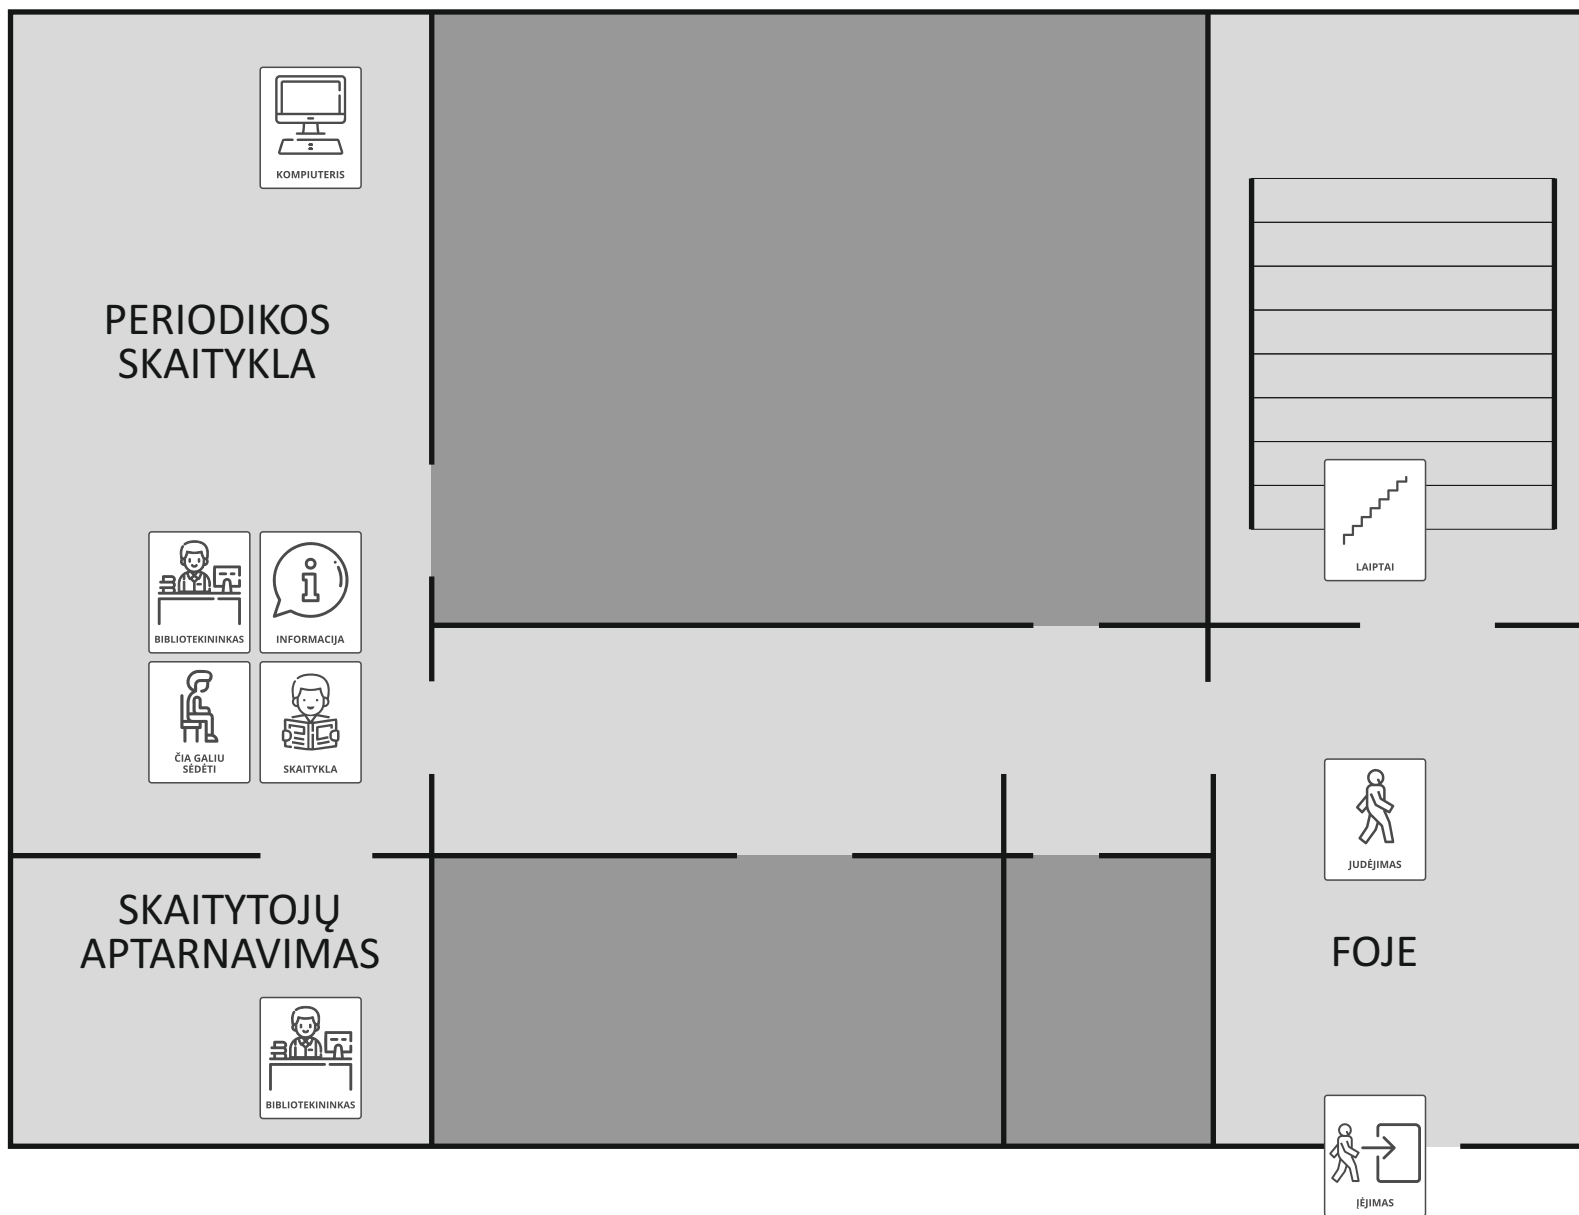 KOMPIUTERIS
PERIODIKOS
SKAITYKLA
BIBLIOTEKININKAS
INFORMACIJA
ČIA GALIU
SĖDĖTI
SKAITYKLA
SKAITYTOJŲ
APTARNAVIMAS
BIBLIOTEKININKAS
LAIPTAI
JUDĖJIMAS
FOJE
ĮĖJIMAS